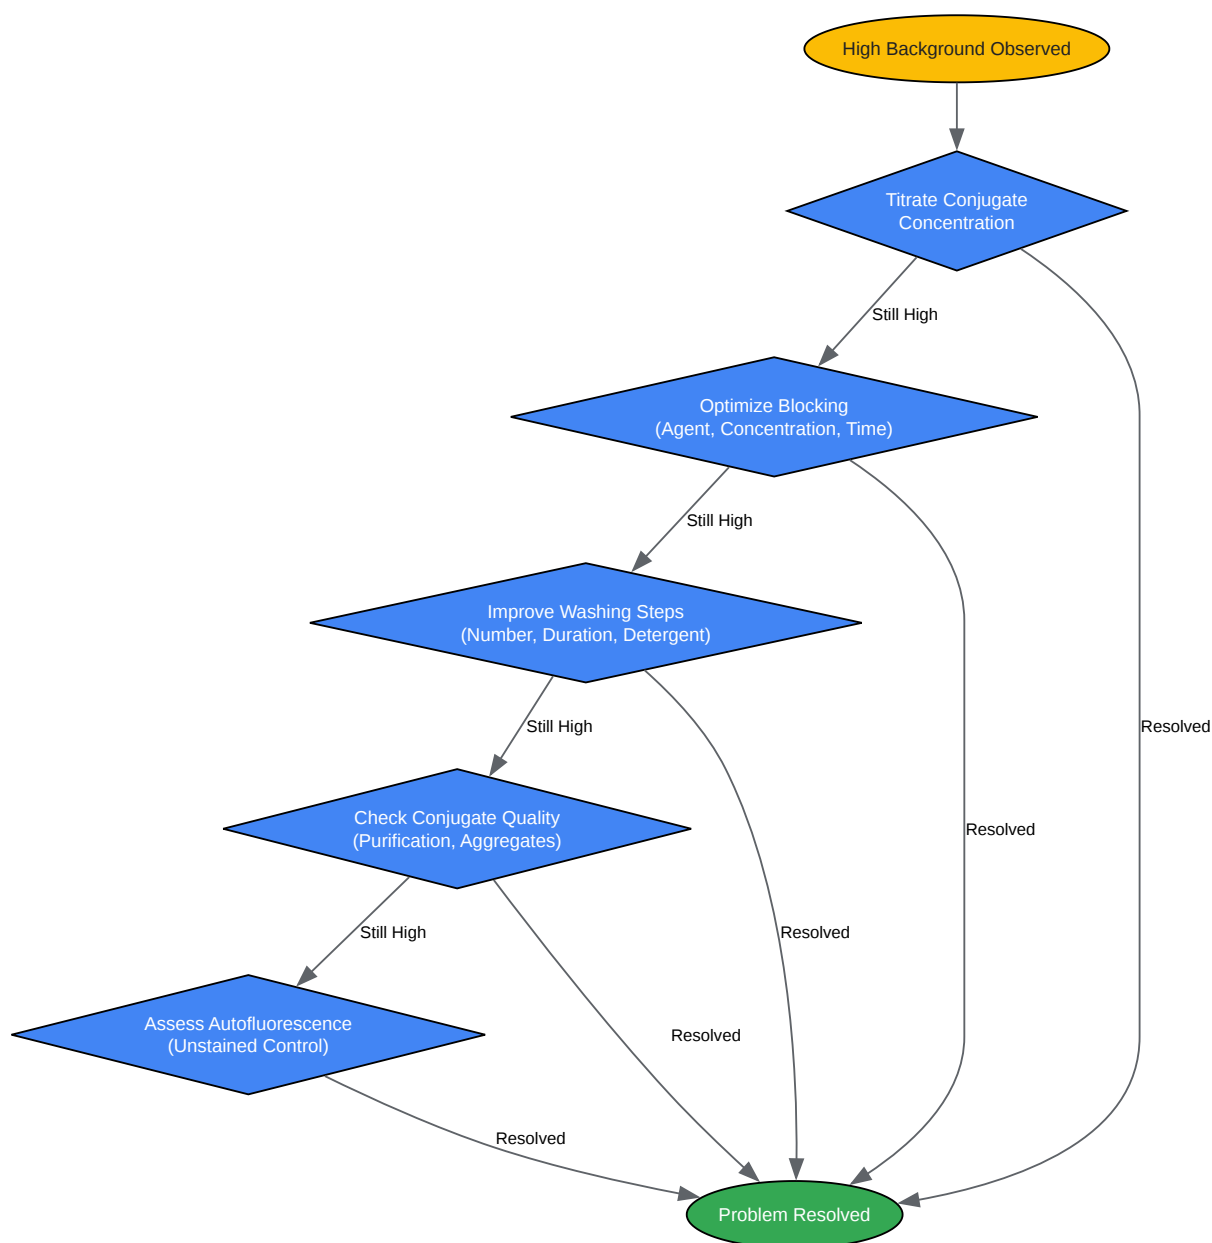 High Background Observed
Titrate Conjugate
Concentration
Still High
Optimize Blocking
(Agent, Concentration, Time)
Still High
Improve Washing Steps
(Number, Duration, Detergent)
Still High
Resolved
Check Conjugate Quality
(Purification, Aggregates)
Resolved
Still High
Resolved
Assess Autofluorescence
(Unstained Control)
Resolved
Resolved
Problem Resolved